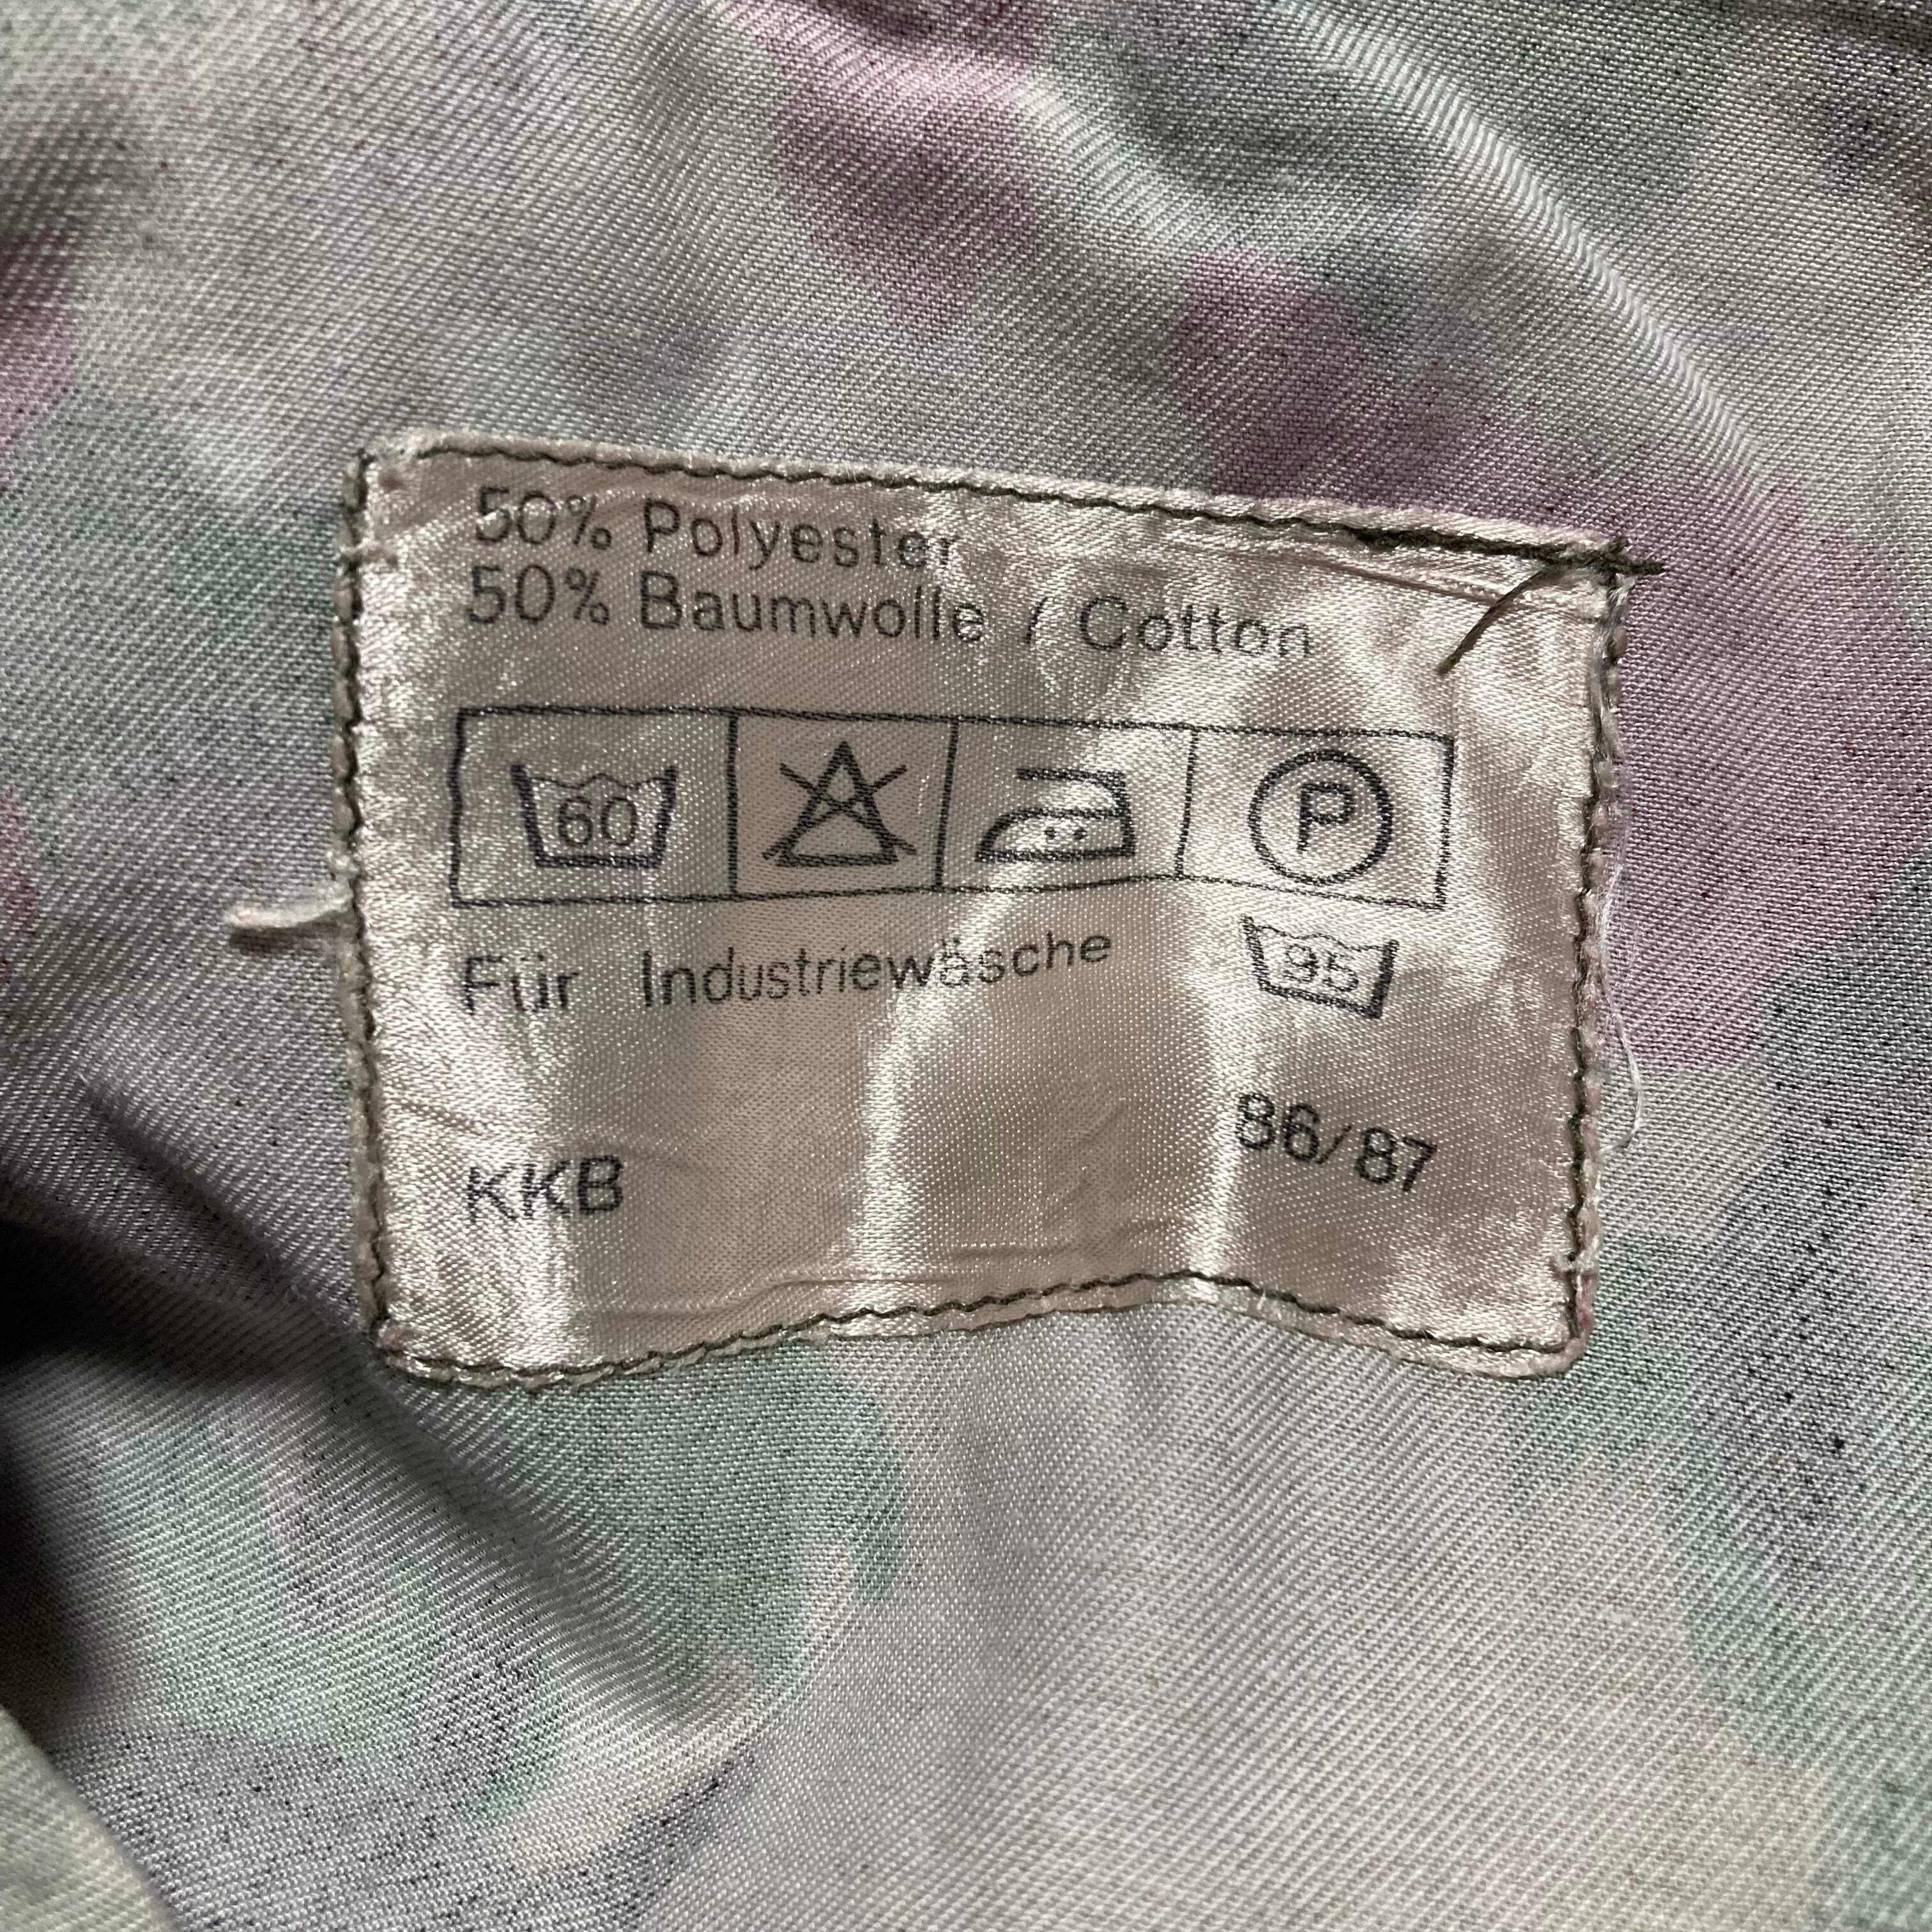 50% Polyester
50% Baumwolle / Cotton
60 P
Für Industriewäsche 95
KKB 86/87